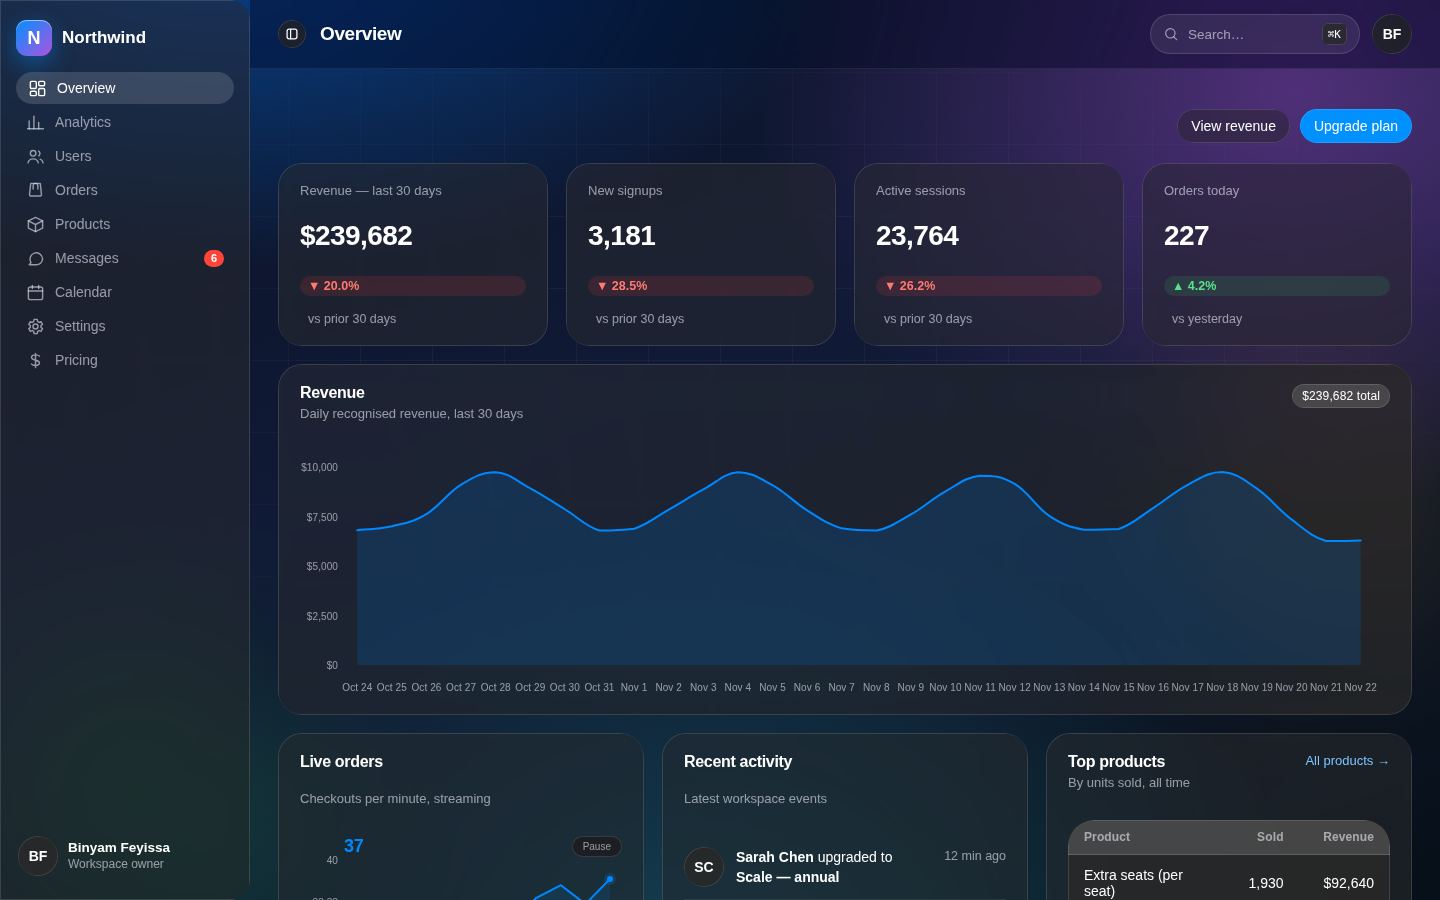 N
Northwind
Overview
Analytics
Users
Orders
Products
Messages 6
Calendar
Settings
Pricing
BF
Binyam Feyissa
Workspace owner
Overview
Search…
⌘K
BF
View revenue
Upgrade plan
Revenue — last 30 days
$239,682
▼ 20.0%
vs prior 30 days
New signups
3,181
▼ 28.5%
vs prior 30 days
Active sessions
23,764
▼ 26.2%
vs prior 30 days
Orders today
227
▲ 4.2%
vs yesterday
Revenue
Daily recognised revenue, last 30 days
$239,682 total
$10,000
$7,500
$5,000
$2,500
$0
Oct 24 Oct 25 Oct 26 Oct 27 Oct 28 Oct 29 Oct 30 Oct 31 Nov 1 Nov 2 Nov 3 Nov 4 Nov 5 Nov 6 Nov 7 Nov 8 Nov 9 Nov 10 Nov 11 Nov 12 Nov 13 Nov 14 Nov 15 Nov 16 Nov 17 Nov 18 Nov 19 Nov 20 Nov 21 Nov 22
Live orders
Checkouts per minute, streaming
37
Pause
40
Recent activity
Latest workspace events
SC
Sarah Chen upgraded to
Scale — annual
12 min ago
Top products
All products →
By units sold, all time
Product Sold Revenue
Extra seats (per
seat)
1,930 $92,640